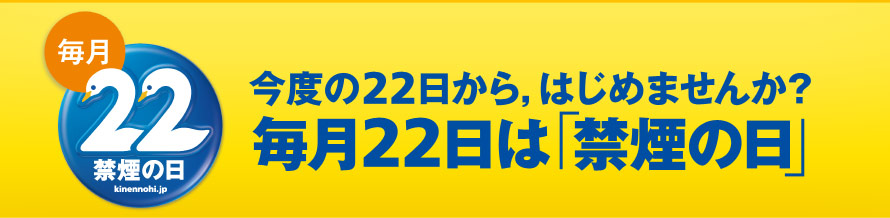 毎月
22
禁煙の日
kinennohi.jp
今度の22日から,はじめませんか?
毎月22日は「禁煙の日」